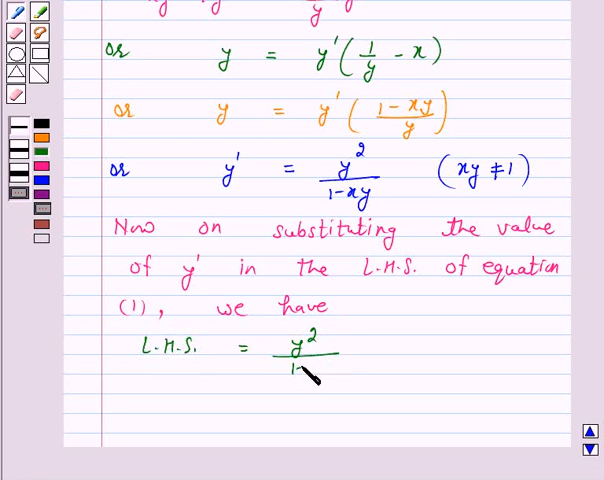 or y = y' ( 1/y - x )
or y = y' ( 1 - xy / y )
or y' = y² / 1 - xy ( xy ≠ 1 )
Now on substituting the value
of y' in the L.H.S. of equation
(1), we have
L.H.S. = y² / 1-